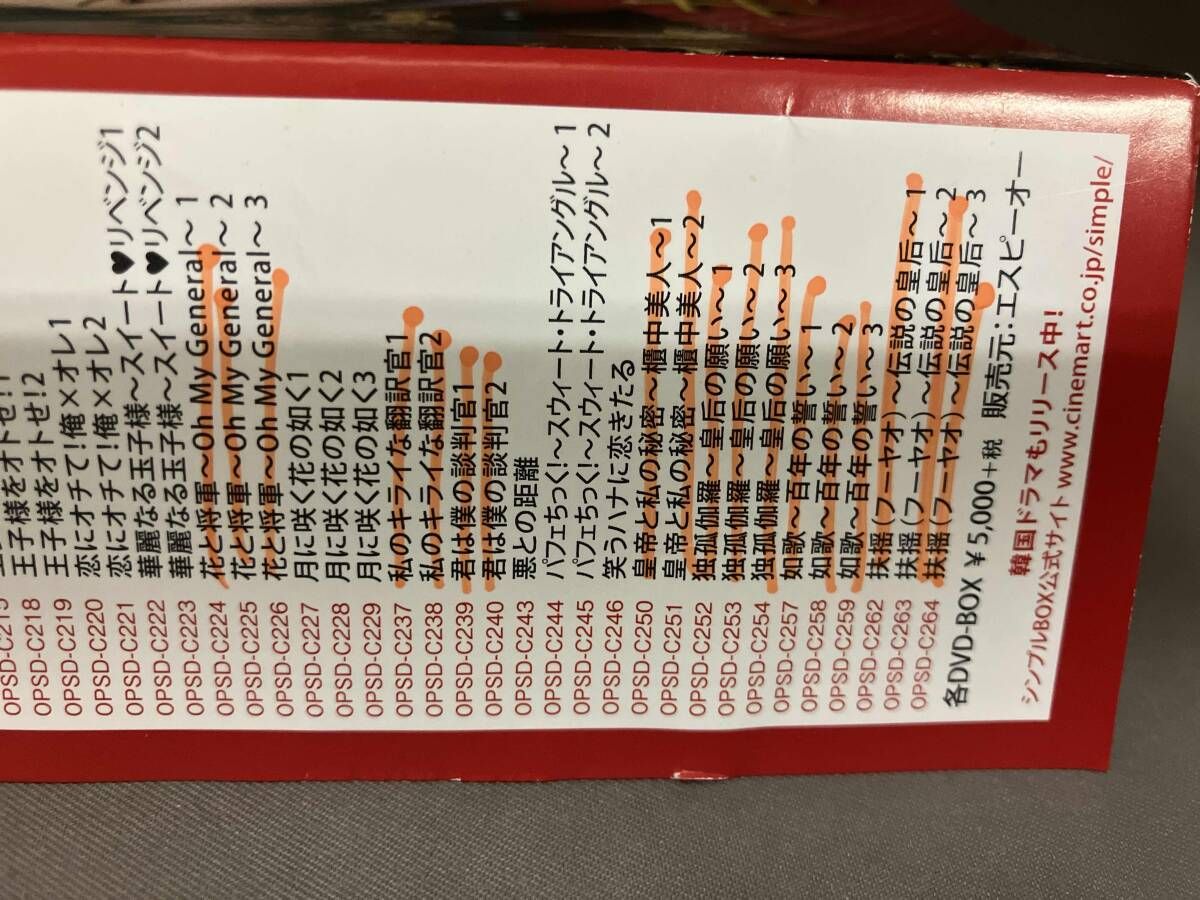 OPSD-C218 王子様をオトせ!1
OPSD-C219 王子様をオトせ!2
OPSD-C220 恋にオチて!俺×オレ1
OPSD-C221 恋にオチて!俺×オレ2
OPSD-C222 華麗なる玉子様〜スイート♥リベンジ1
OPSD-C223 華麗なる玉子様〜スイート♥リベンジ2
OPSD-C224 花と将軍〜Oh My General〜 1
OPSD-C225 花と将軍〜Oh My General〜 2
OPSD-C226 花と将軍〜Oh My General〜 3
OPSD-C227 月に咲く花の如く1
OPSD-C228 月に咲く花の如く2
OPSD-C229 月に咲く花の如く3
OPSD-C237 私のキライな翻訳官1
OPSD-C238 私のキライな翻訳官2
OPSD-C239 君は僕の談判官1
OPSD-C240 君は僕の談判官2
OPSD-C243 悪との距離
OPSD-C244 パフェちっく!〜スウィート・トライアングル〜 1
OPSD-C245 パフェちっく!〜スウィート・トライアングル〜 2
OPSD-C246 笑うハナに恋きたる
OPSD-C250 皇帝と私の秘密〜櫃中美人〜1
OPSD-C251 皇帝と私の秘密〜櫃中美人〜2
OPSD-C252 独孤伽羅〜皇后の願い〜1
OPSD-C253 独孤伽羅〜皇后の願い〜 2
OPSD-C254 独孤伽羅〜皇后の願い〜 3
OPSD-C257 如歌〜百年の誓い〜 1
OPSD-C258 如歌〜百年の誓い〜 2
OPSD-C259 如歌〜百年の誓い〜 3
OPSD-C262 扶揺(フーヤオ)〜伝説の皇后〜 1
OPSD-C263 扶揺(フーヤオ)〜伝説の皇后〜 2
OPSD-C264 扶揺(フーヤオ)〜伝説の皇后〜 3
各DVD-BOX ¥5,000+税 販売元:エスピーオー
韓国ドラマもリリース中!
シンプルBOX公式サイト www.cinemart.co.jp/simple/